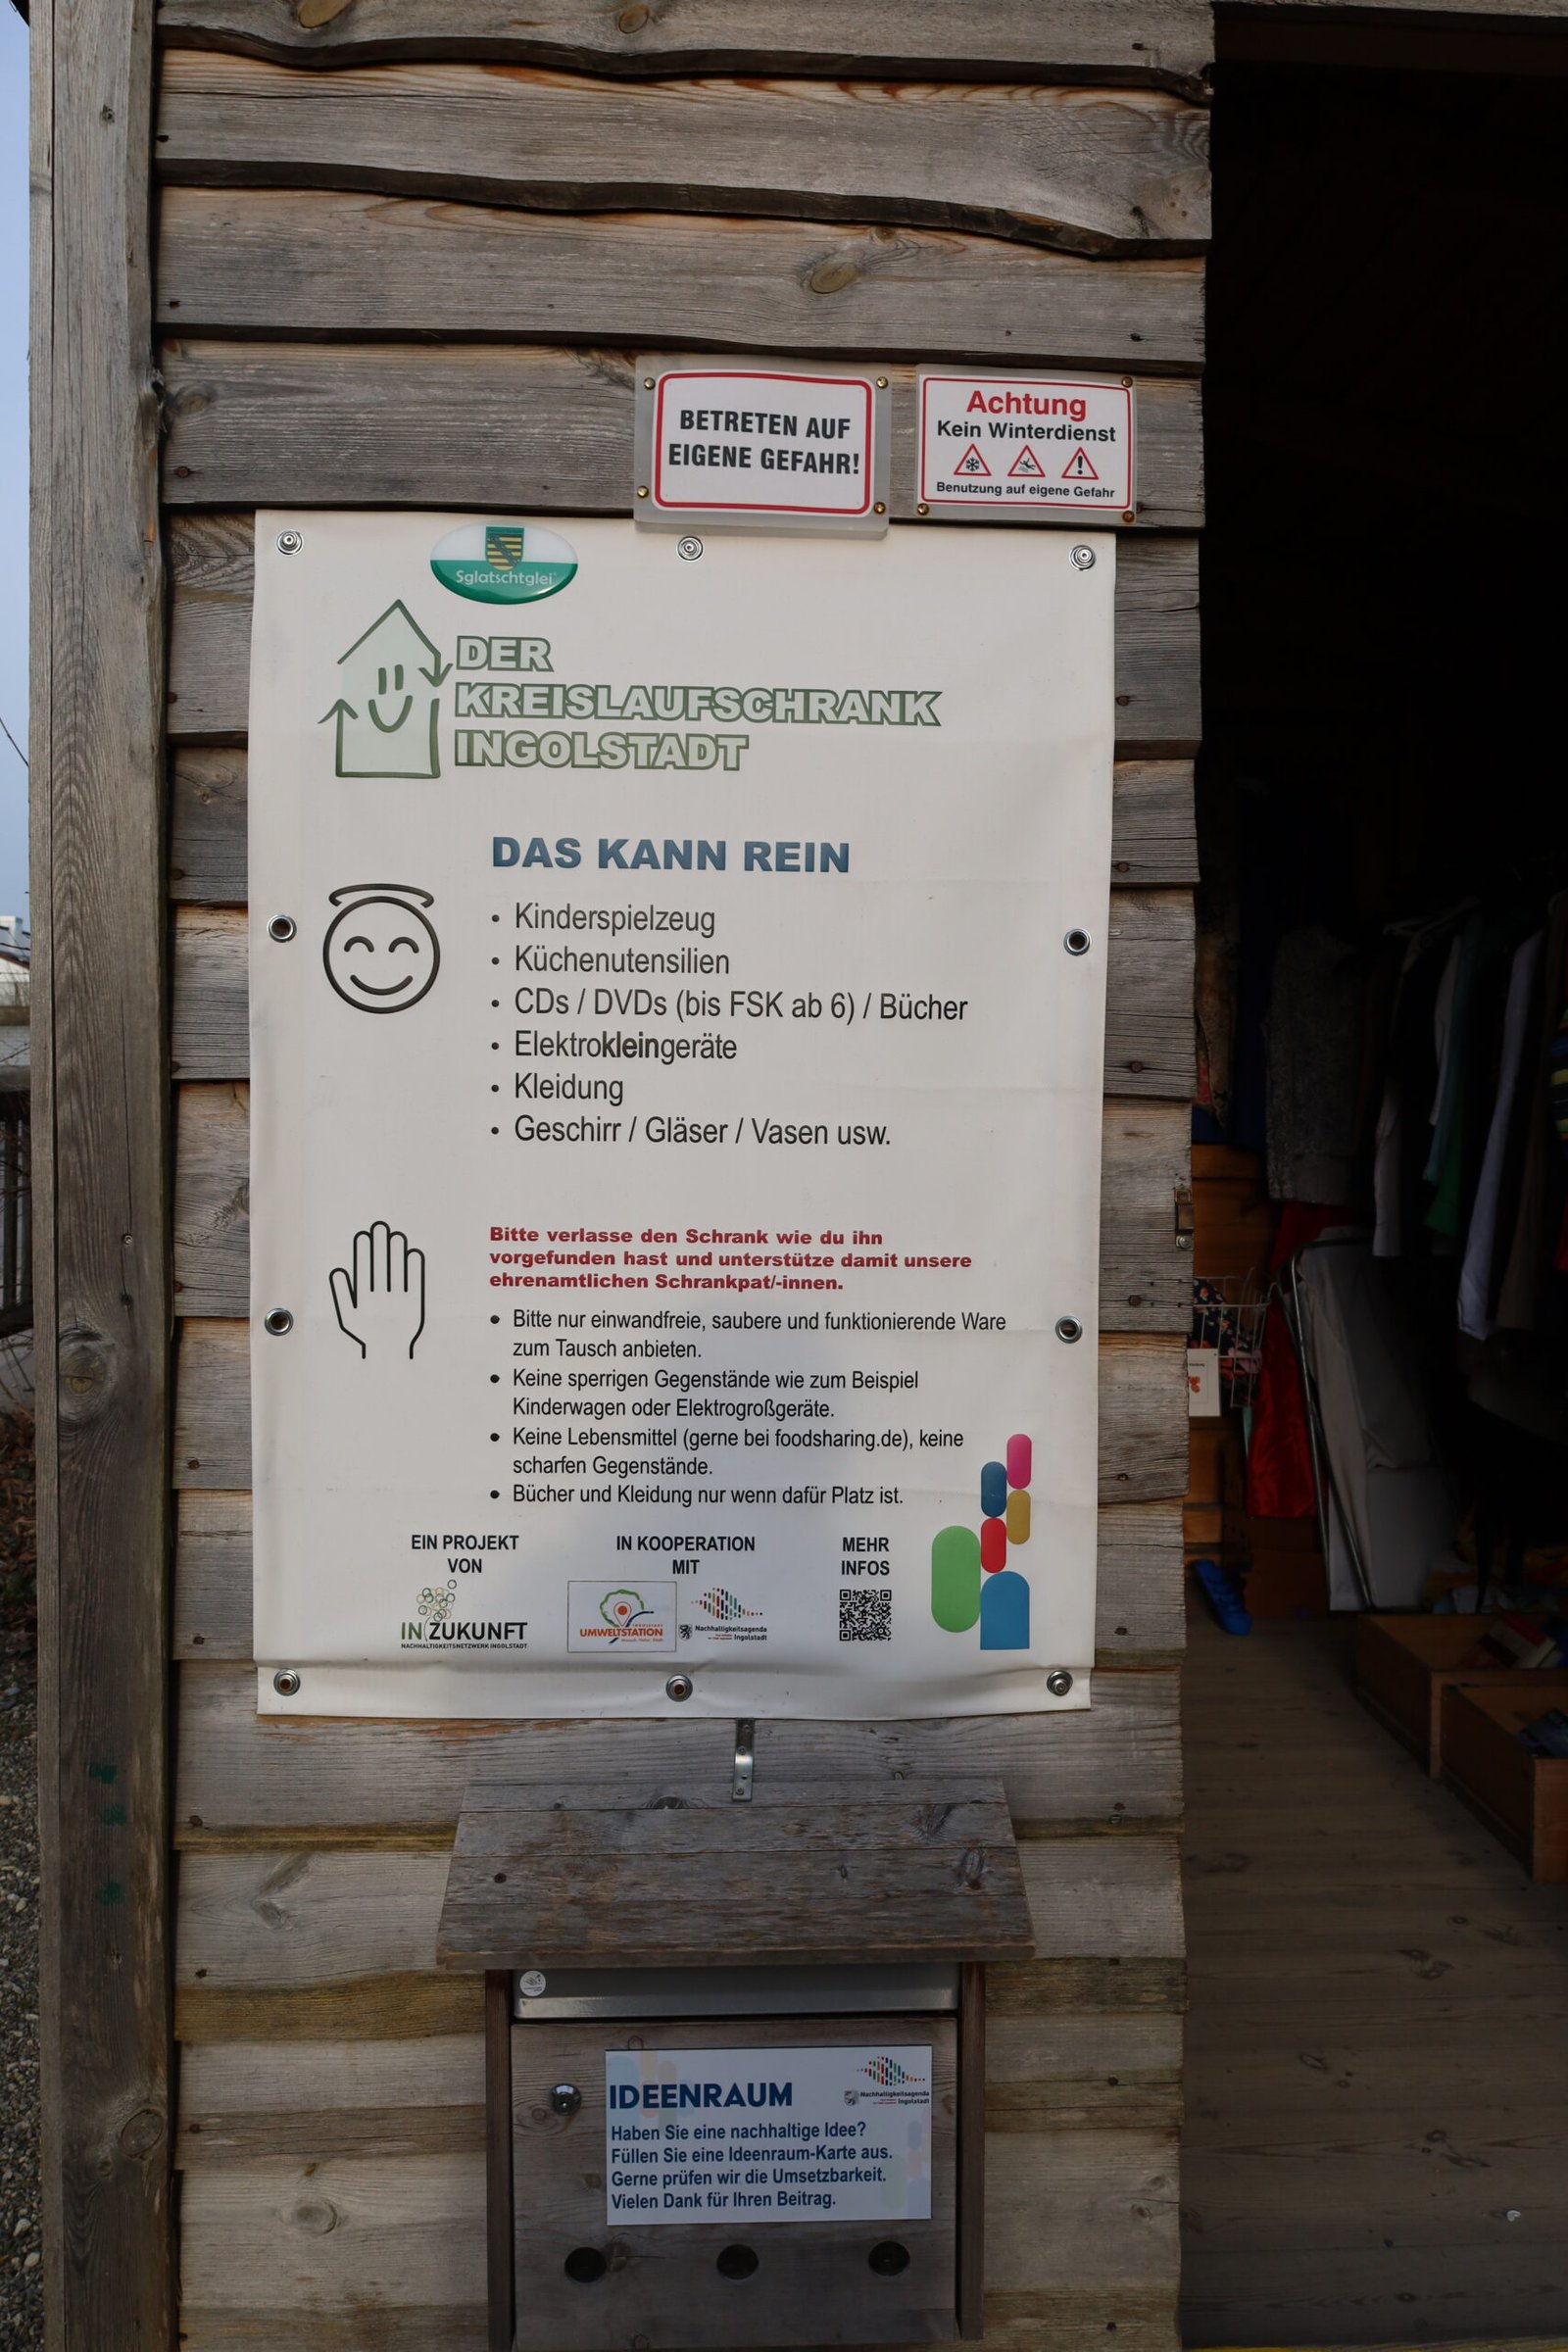 BETRETEN AUF
EIGENE GEFAHR!
Achtung
Kein Winterdienst
Benutzung auf eigene Gefahr
Sglatschtglei
DER
KREISLAUFSCHRANK
INGOLSTADT
DAS KANN REIN
• Kinderspielzeug
• Küchenutensilien
• CDs / DVDs (bis FSK ab 6) / Bücher
• Elektrokleingeräte
• Kleidung
• Geschirr / Gläser / Vasen usw.
Bitte verlasse den Schrank wie du ihn
vorgefunden hast und unterstütze damit unsere
ehrenamtlichen Schrankpat/-innen.
• Bitte nur einwandfreie, saubere und funktionierende Ware
zum Tausch anbieten.
• Keine sperrigen Gegenstände wie zum Beispiel
Kinderwagen oder Elektrogroßgeräte.
• Keine Lebensmittel (gerne bei foodsharing.de), keine
scharfen Gegenstände.
• Bücher und Kleidung nur wenn dafür Platz ist.
EIN PROJEKT
VON
IN ZUKUNFT
NACHHALTIGKEITSNETZWERK INGOLSTADT
IN KOOPERATION
MIT
UMWELTSTATION
Nachhaltigkeitsagenda
Ingolstadt
MEHR
INFOS
IDEENRAUM
Nachhaltigkeitsagenda
Ingolstadt
Haben Sie eine nachhaltige Idee?
Füllen Sie eine Ideenraum-Karte aus.
Gerne prüfen wir die Umsetzbarkeit.
Vielen Dank für Ihren Beitrag.